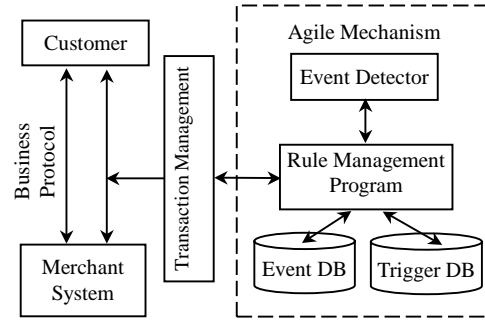 Customer
Business
Protocol
Merchant
System
Transaction Management
Agile Mechanism
Event Detector
Rule Management
Program
Event DB
Trigger DB